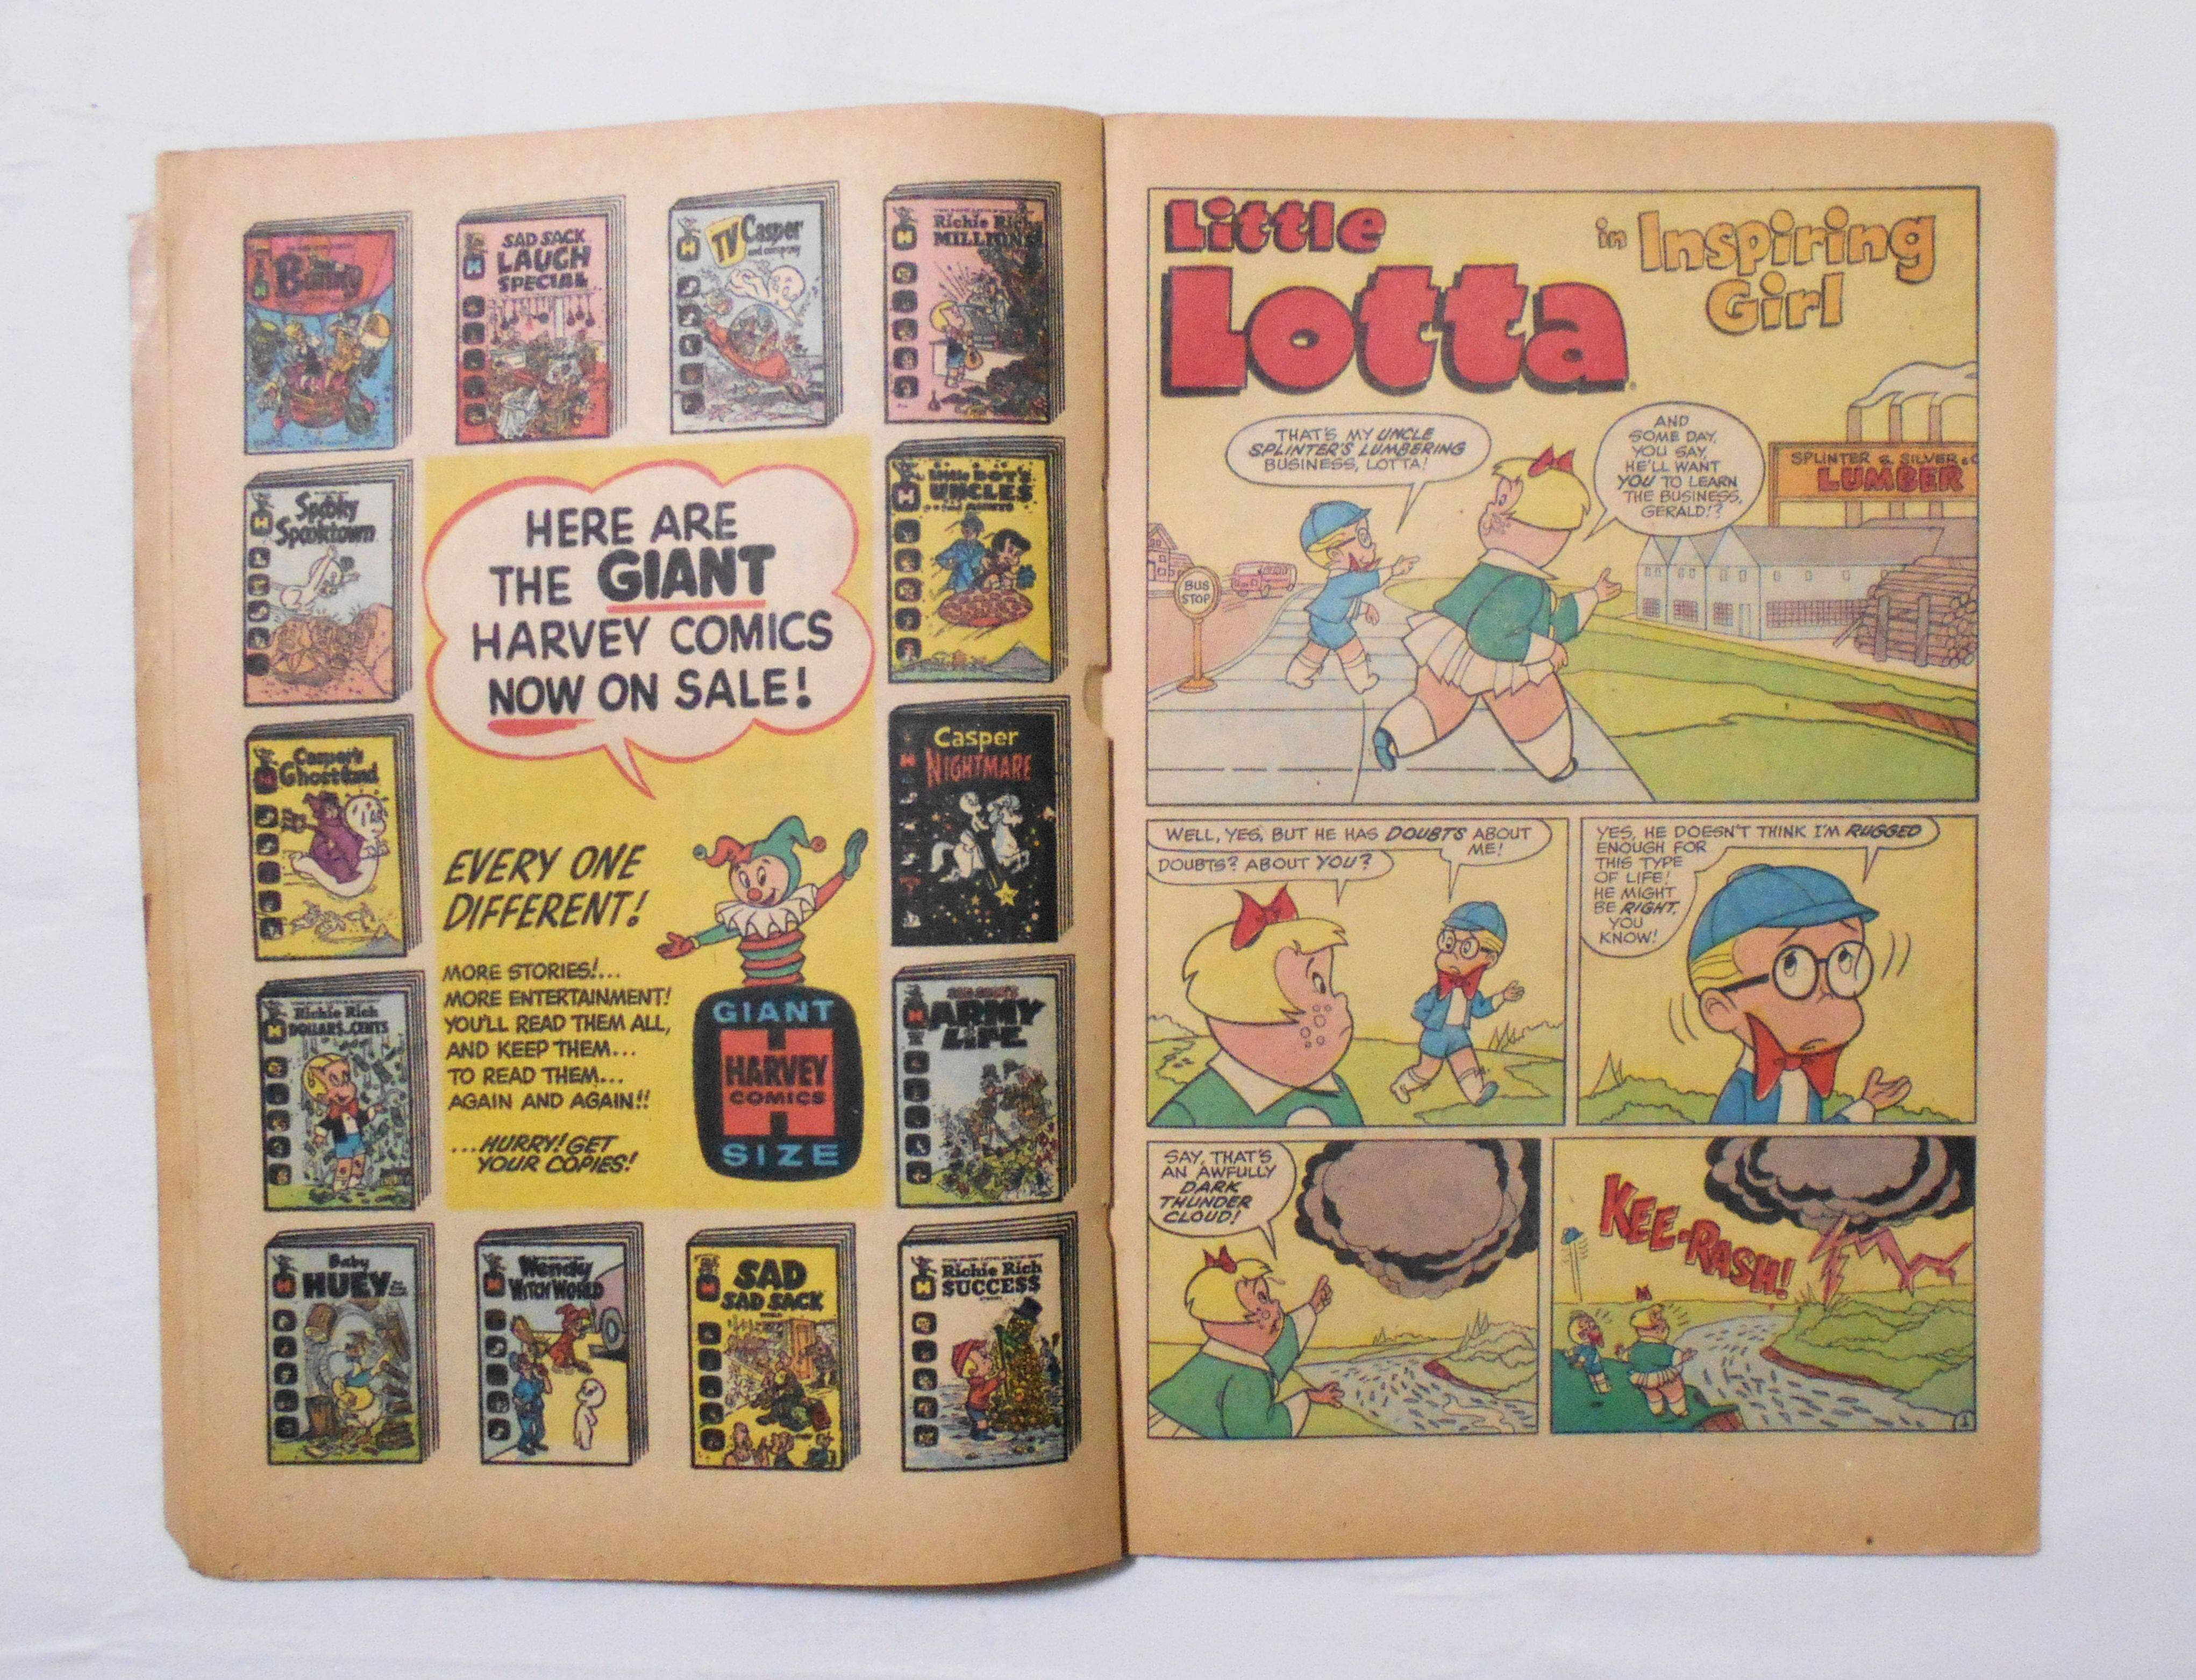 Bunny
SAD SACK
LAUGH
SPECIAL
TV Casper
and company
Richie Rich
MILLIONS
Spooky
Spooktown
Little DOT'S
UNCLES
and AUNTS
Casper's
Ghostland
Casper
NIGHTMARE
Richie Rich
DOLLARS and CENTS
SAD SACK'S
ARMY
LIFE
Baby
HUEY
Wendy
WITCH WORLD
SAD
SAD SACK
Richie Rich
SUCCESS
HERE ARE
THE GIANT
HARVEY COMICS
NOW ON SALE!
EVERY ONE
DIFFERENT!
MORE STORIES!...
MORE ENTERTAINMENT!
YOU'LL READ THEM ALL,
AND KEEP THEM...
TO READ THEM...
AGAIN AND AGAIN!!
...HURRY! GET
YOUR COPIES!
GIANT
HARVEY
COMICS
SIZE
Little
Lotta
in Inspiring
Girl
THAT'S MY UNCLE
SPLINTER'S LUMBERING
BUSINESS, LOTTA!
AND
SOME DAY,
YOU SAY,
HE'LL WANT
YOU TO LEARN
THE BUSINESS,
GERALD!?
SPLINTER & SILVER & C
LUMBER
BUS
STOP
WELL, YES, BUT HE HAS DOUBTS ABOUT
ME!
DOUBTS? ABOUT YOU?
YES, HE DOESN'T THINK I'M RUGGED
ENOUGH FOR
THIS TYPE
OF LIFE!
HE MIGHT
BE RIGHT,
YOU
KNOW!
SAY, THAT'S
AN AWFULLY
DARK
THUNDER
CLOUD!
KEE-RASH!
1